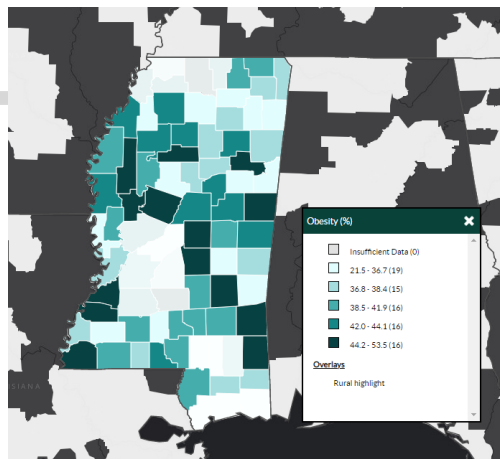 Obesity (%)
Insufficient Data (0)
21.5 - 36.7 (19)
36.8 - 38.4 (15)
38.5 - 41.9 (16)
42.0 - 44.1 (16)
44.2 - 53.5 (16)
Overlays
Rural highlight
ISIANA